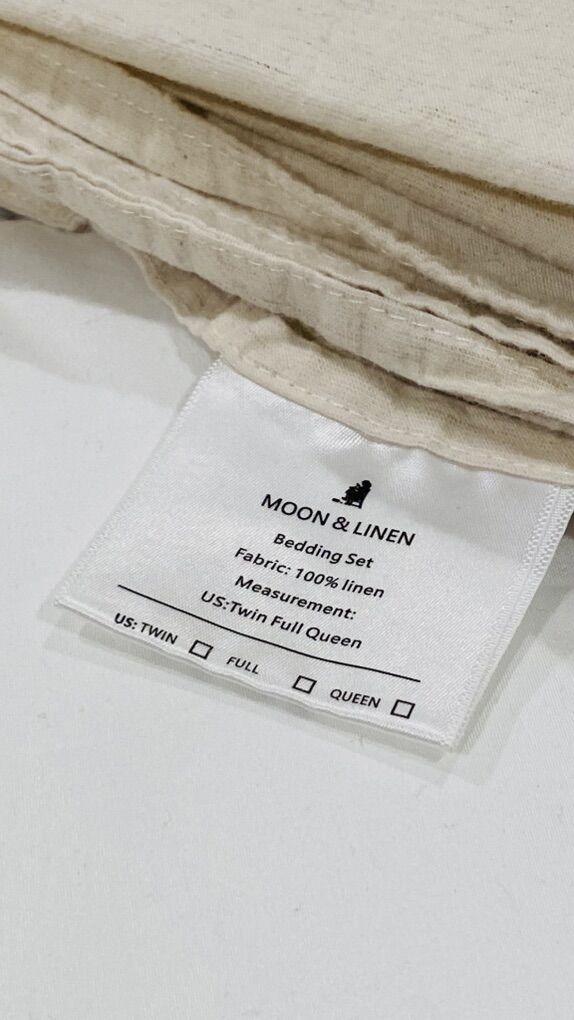 MOON & LINEN
Bedding Set
Fabric: 100% linen
Measurement:
US:Twin Full Queen
US: TWIN ☐ FULL ☐ QUEEN ☐